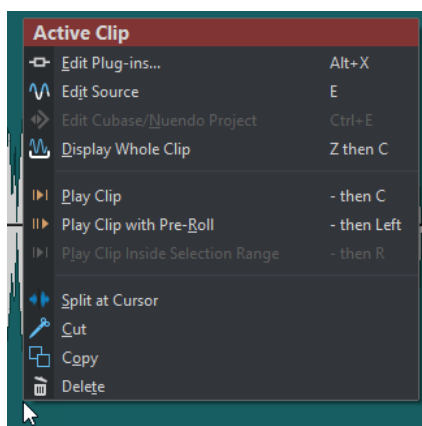 Active Clip
Edit Plug-ins... Alt+X
Edit Source E
Edit Cubase/Nuendo Project Ctrl+E
Display Whole Clip Z then C
Play Clip - then C
Play Clip with Pre-Roll - then Left
Play Clip Inside Selection Range - then R
Split at Cursor
Cut
Copy
Delete